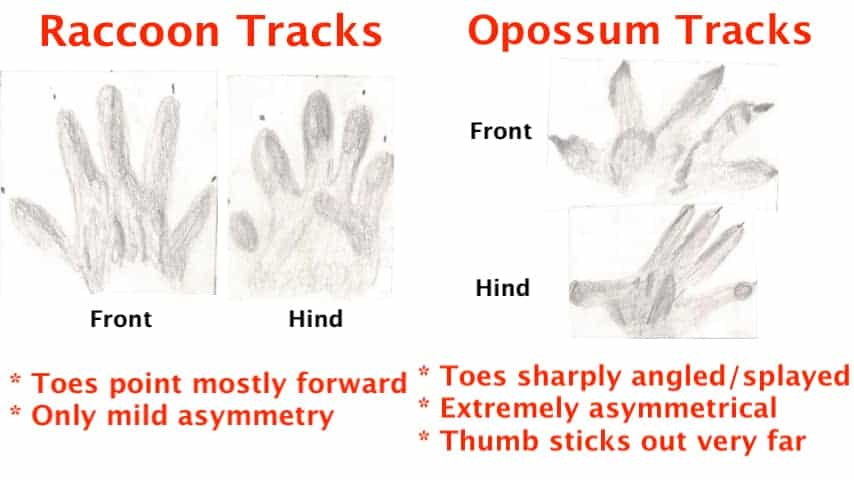 Raccoon Tracks
Front
Hind
* Toes point mostly forward
* Only mild asymmetry
Opossum Tracks
Front
Hind
* Toes sharply angled/splayed
* Extremely asymmetrical
* Thumb sticks out very far